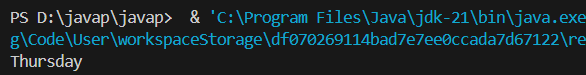 PS D:\javap\javap>  & 'C:\Program Files\Java\jdk-21\bin\java.exe
g\Code\User\workspaceStorage\df070269114bad7e7ee0ccada7d67122\re
Thursday